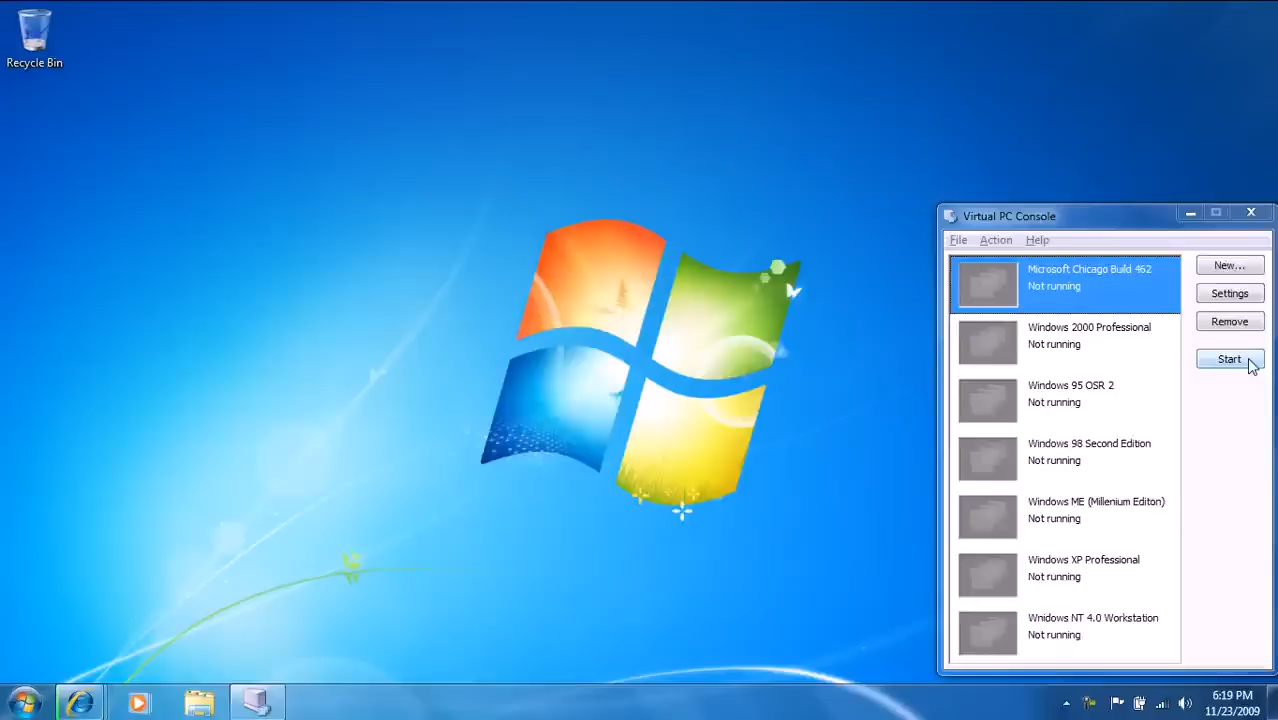 Recycle Bin
Virtual PC Console
File Action Help
Microsoft Chicago Build 462
Not running
Windows 2000 Professional
Not running
Windows 95 OSR 2
Not running
Windows 98 Second Edition
Not running
Windows ME (Millenium Editon)
Not running
Windows XP Professional
Not running
Wnidows NT 4.0 Workstation
Not running
New...
Settings
Remove
Start
6:19 PM
11/23/2009